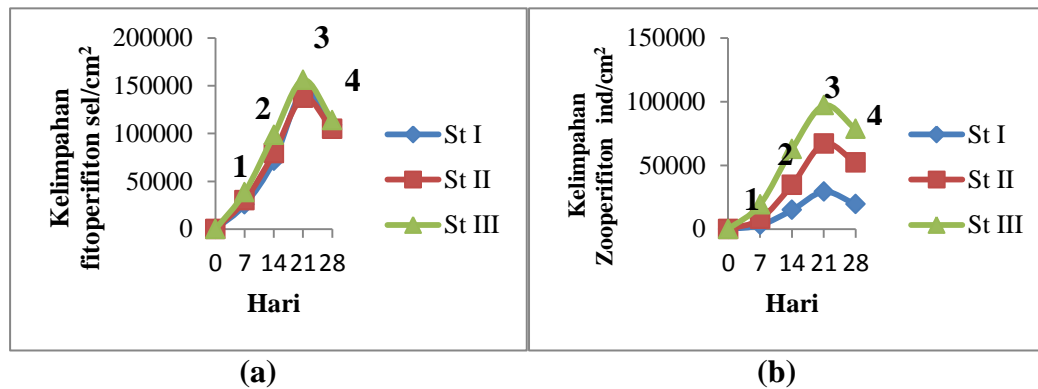 Kelimpahan
fitoperifiton sel/cm²
200000
150000
100000
50000
0
0 7 14 21 28
Hari
1
2
3
4
St I
St II
St III
(a)
Kelimpahan
Zooperifiton ind/cm²
150000
100000
50000
0
0 7 14 21 28
Hari
1
2
3
4
St I
St II
St III
(b)